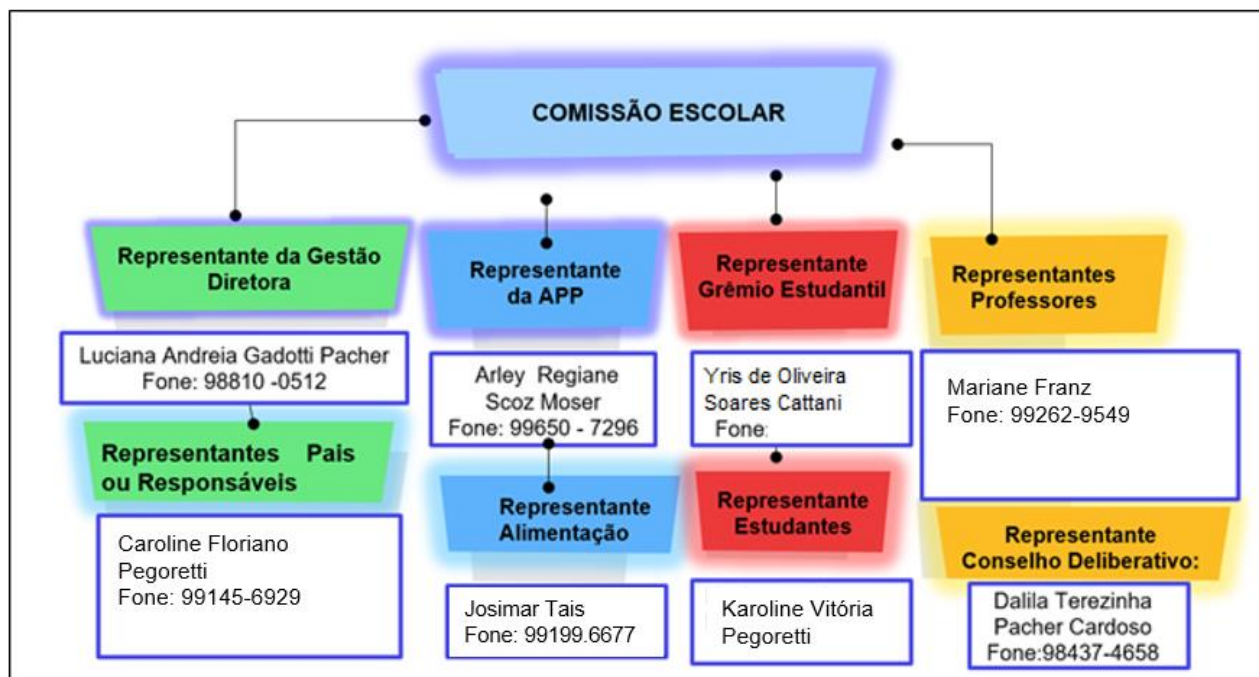 COMISSÃO ESCOLAR
Representante da Gestão
Diretora
Luciana Andreia Gadotti Pacher
Fone: 98810 -0512
Representantes Pais
ou Responsáveis
Caroline Floriano
Pegoretti
Fone: 99145-6929
Representante
da APP
Arley Regiane
Scoz Moser
Fone: 99650 - 7296
Representante
Alimentação
Josimar Tais
Fone: 99199.6677
Representante
Grêmio Estudantil
Yris de Oliveira
Soares Cattani
Fone:
Representante
Estudantes
Karoline Vitória
Pegoretti
Representantes
Professores
Mariane Franz
Fone: 99262-9549
Representante
Conselho Deliberativo:
Dalila Terezinha
Pacher Cardoso
Fone:98437-4658